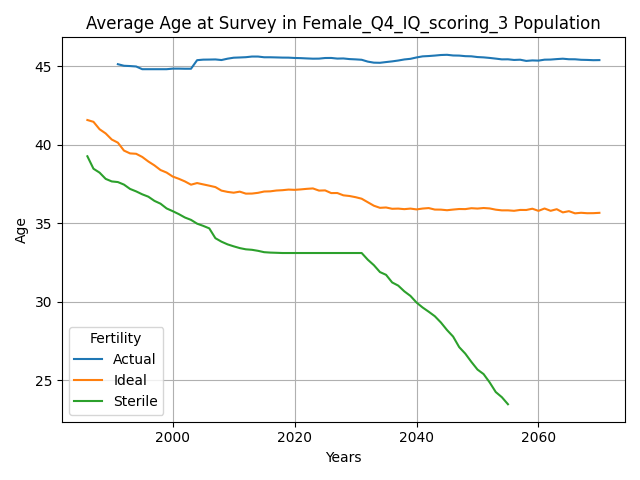 Average Age at Survey in Female_Q4_IQ_scoring_3 Population
Age
45
40
35
30
25
Fertility
Actual
Ideal
Sterile
2000
2020
2040
2060
Years